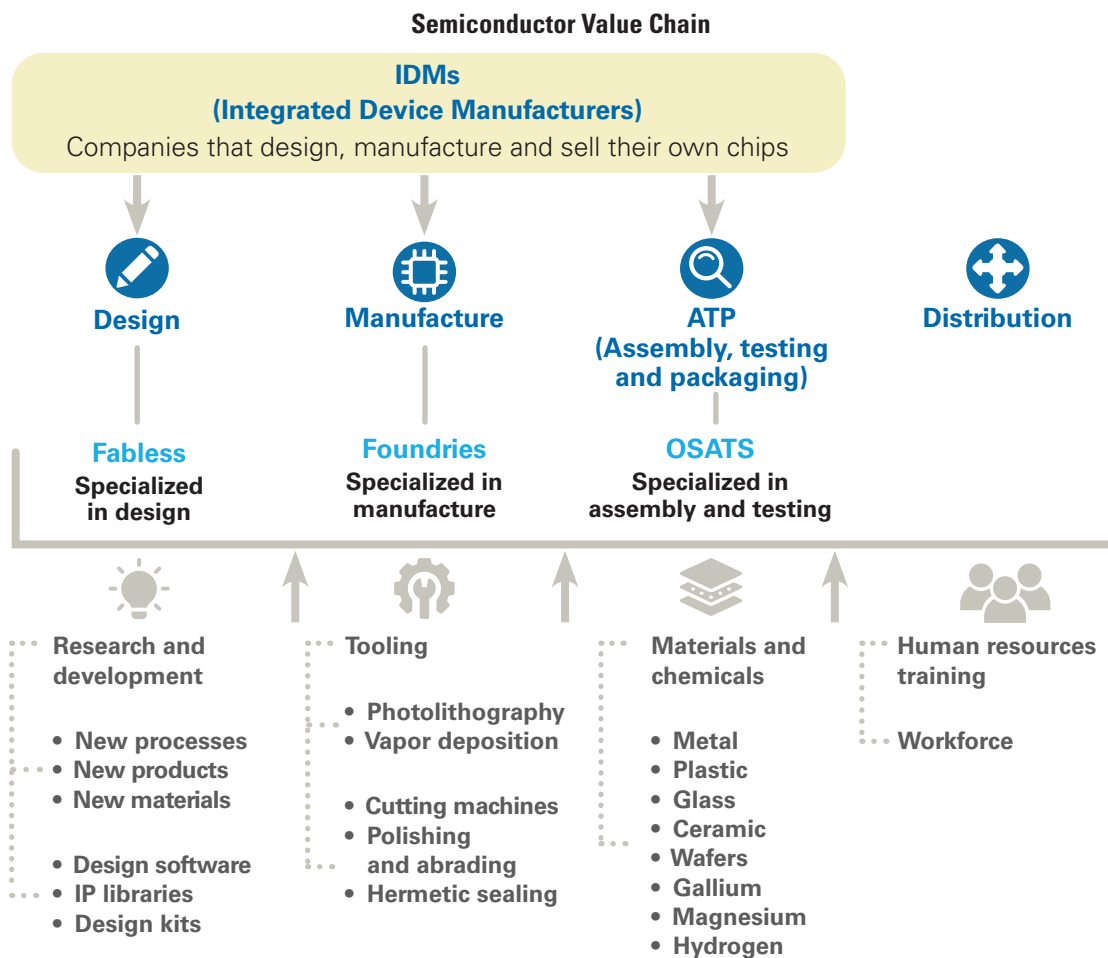 Semiconductor Value Chain
IDMs
(Integrated Device Manufacturers)
Companies that design, manufacture and sell their own chips
Design
Manufacture
ATP
(Assembly, testing
and packaging)
Distribution
Fabless
Specialized
in design
Foundries
Specialized in
manufacture
OSATS
Specialized in
assembly and testing
Research and
development
• New processes
• New products
• New materials
• Design software
• IP libraries
• Design kits
Tooling
• Photolithography
• Vapor deposition
• Cutting machines
• Polishing
and abrading
• Hermetic sealing
Materials and
chemicals
• Metal
• Plastic
• Glass
• Ceramic
• Wafers
• Gallium
• Magnesium
• Hydrogen
Human resources
training
Workforce